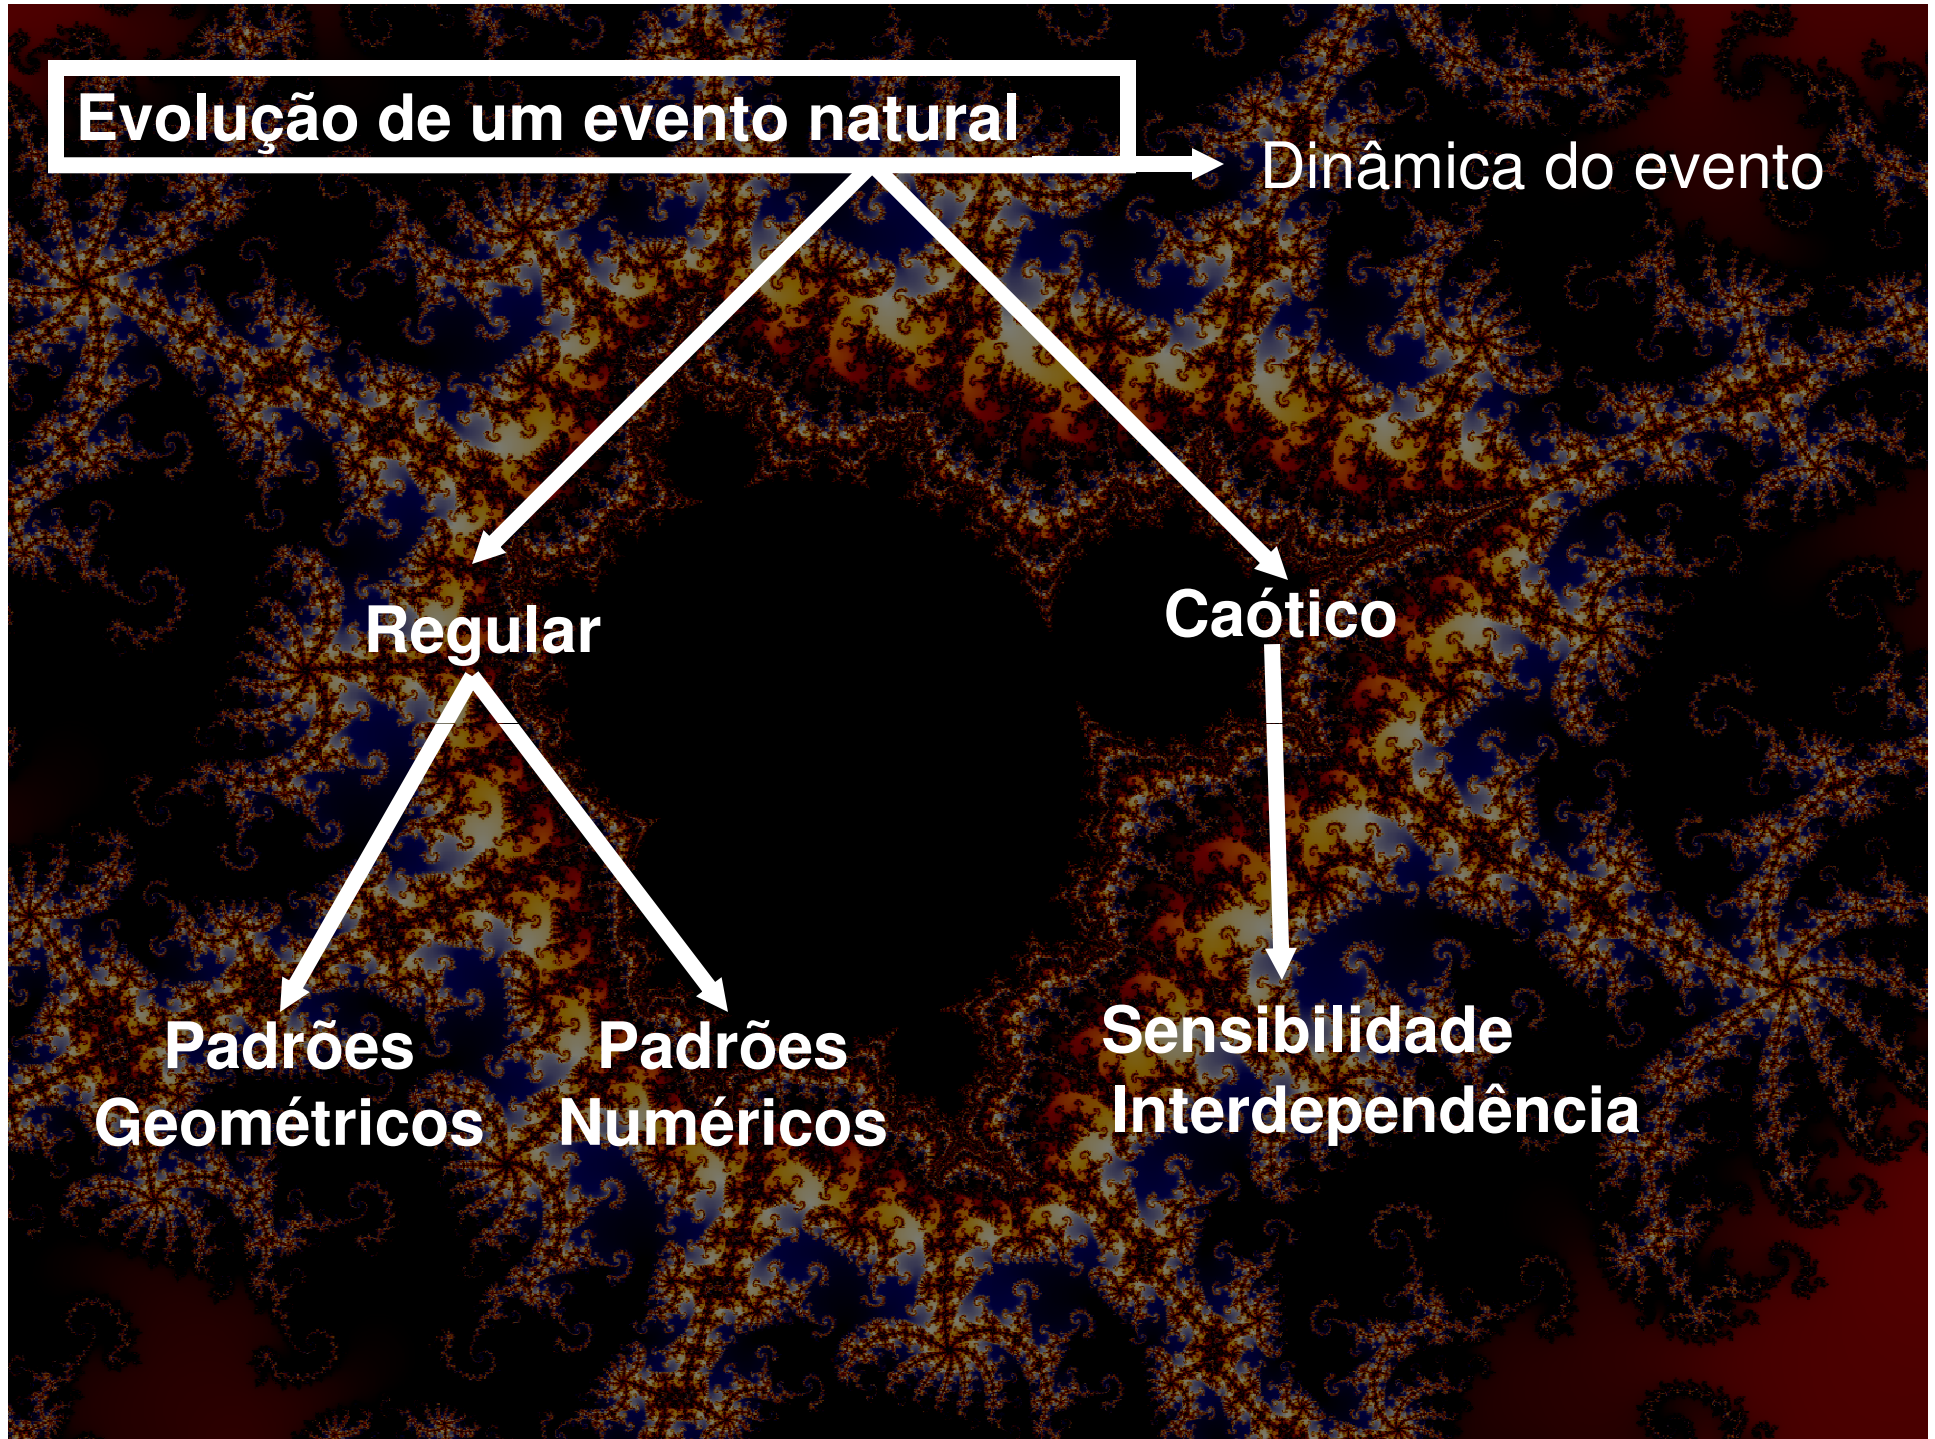 Evolução de um evento natural
Dinâmica do evento
Regular
Caótico
Padrões
Geométricos
Padrões
Numéricos
Sensibilidade
Interdependência